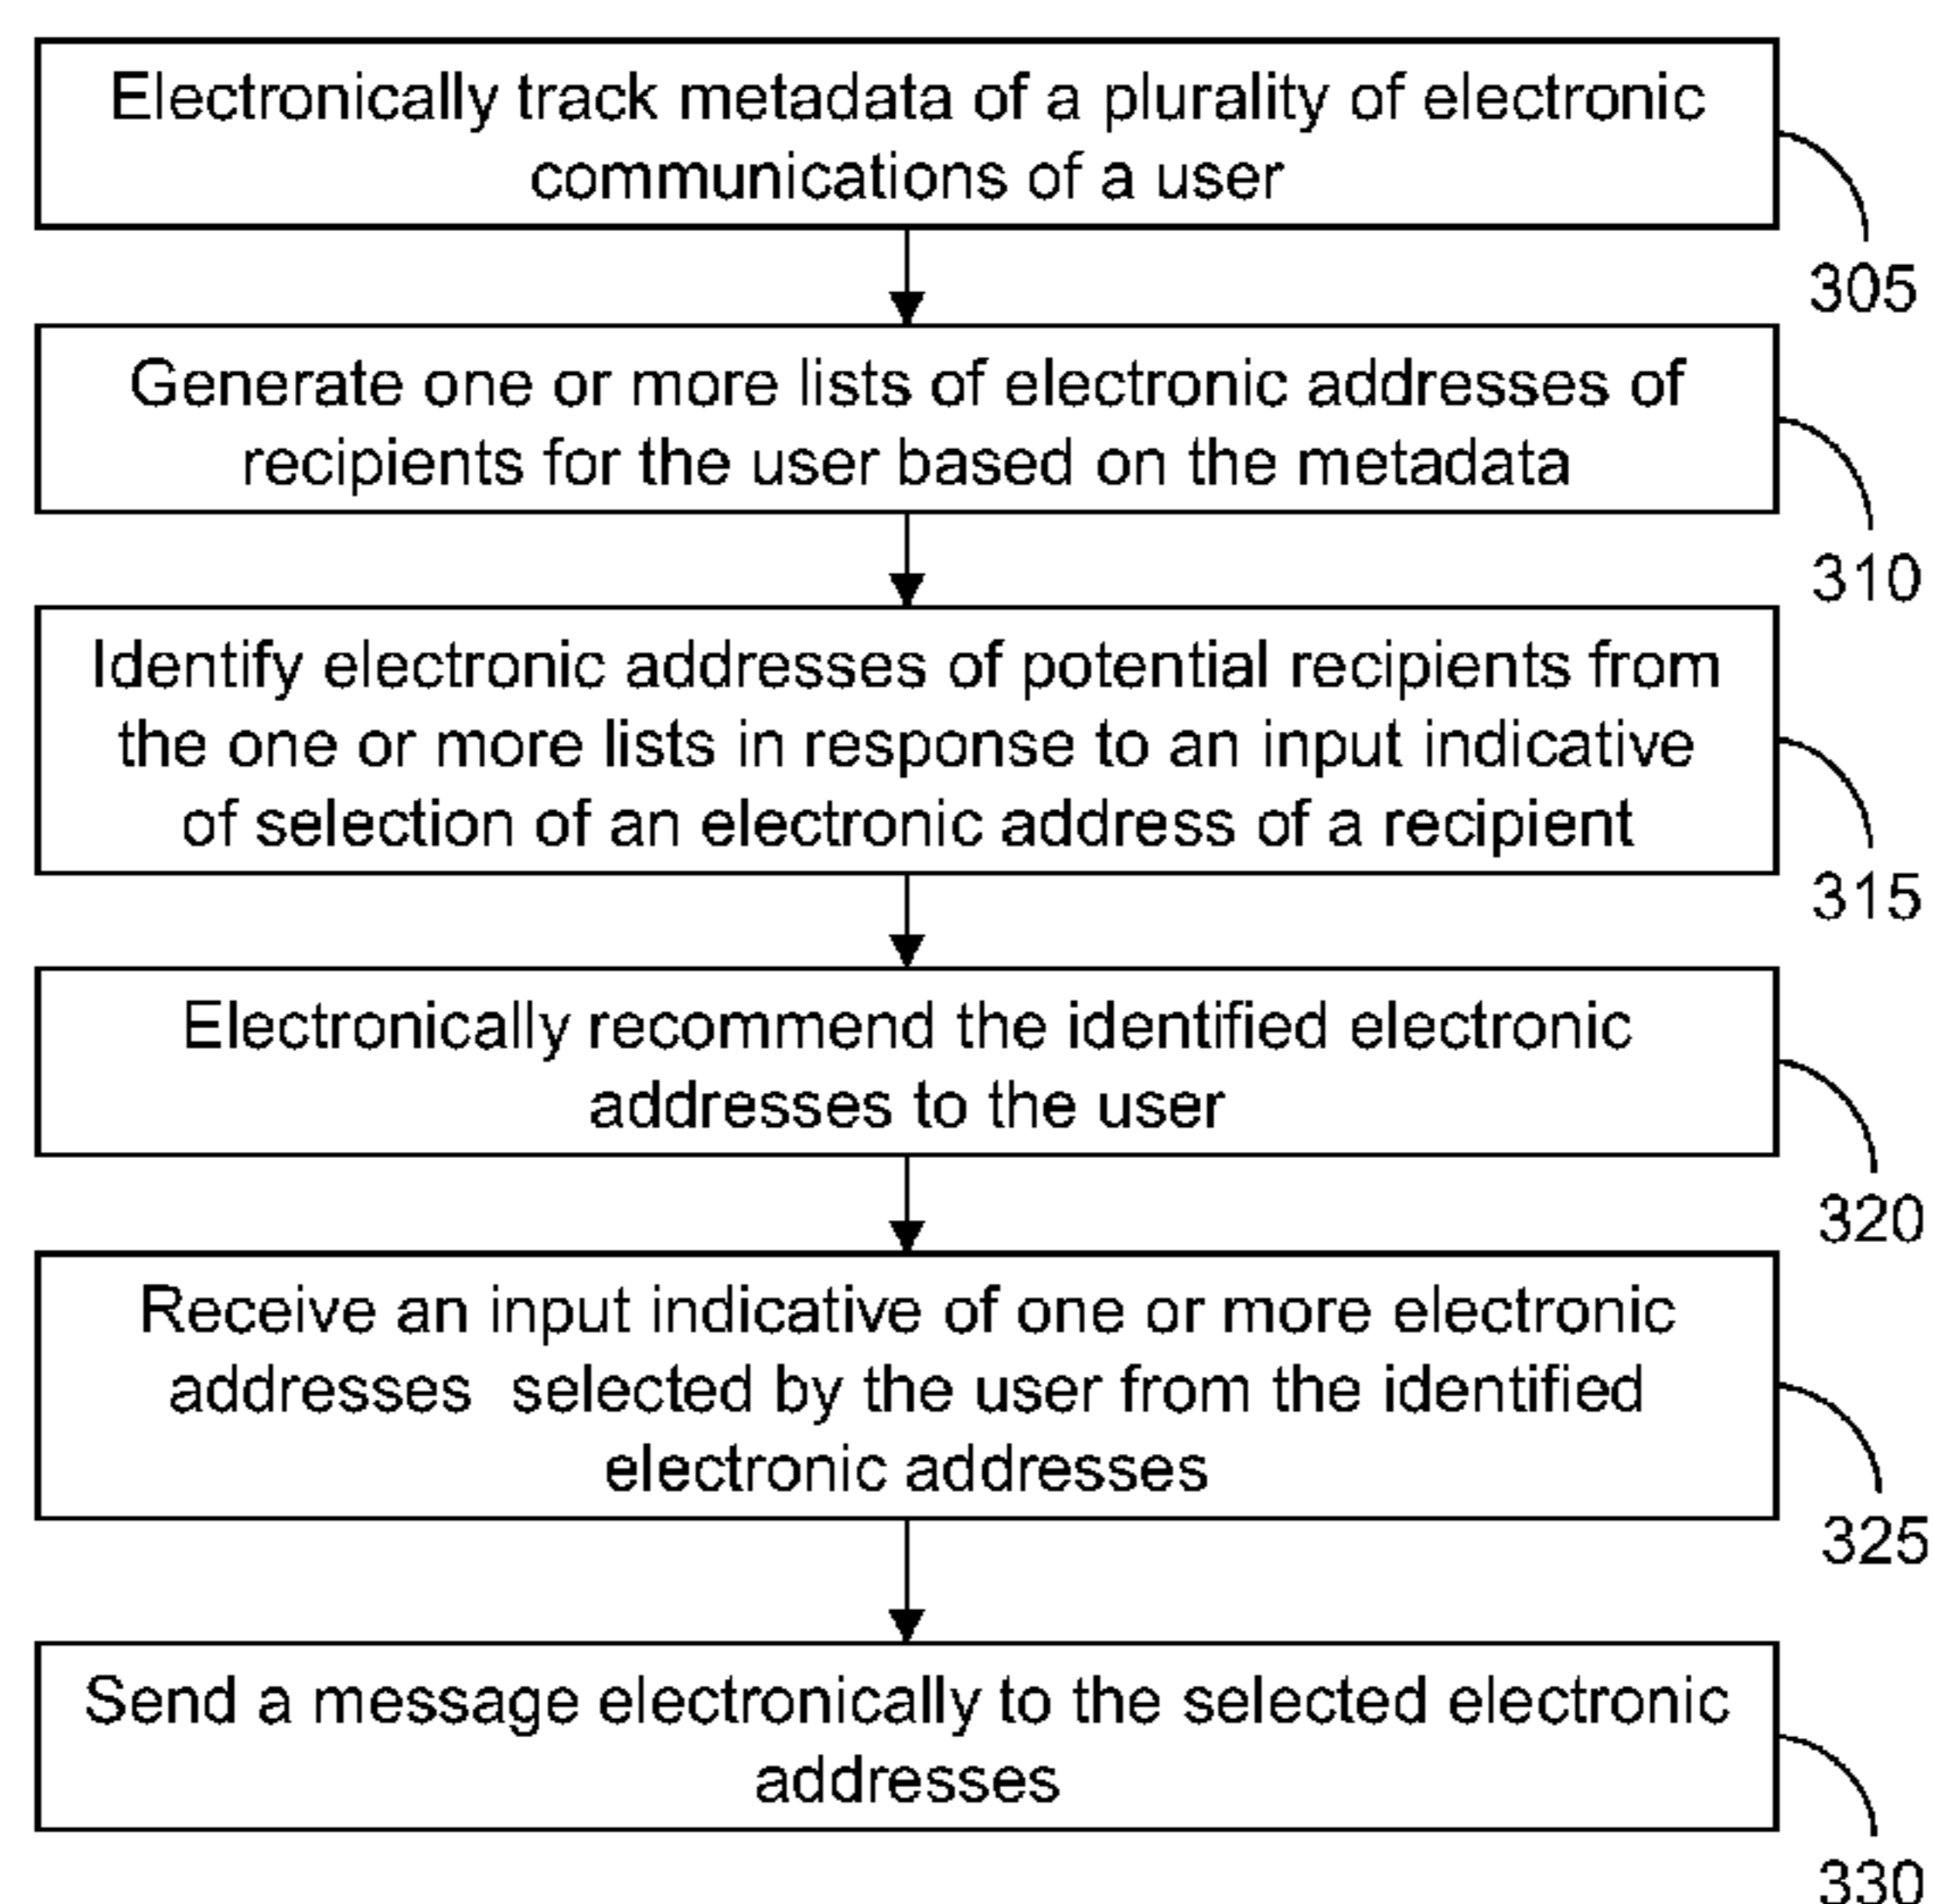 Electronically track metadata of a plurality of electronic
communications of a user
305
Generate one or more lists of electronic addresses of
recipients for the user based on the metadata
310
Identify electronic addresses of potential recipients from
the one or more lists in response to an input indicative
of selection of an electronic address of a recipient
315
Electronically recommend the identified electronic
addresses to the user
320
Receive an input indicative of one or more electronic
addresses selected by the user from the identified
electronic addresses
325
Send a message electronically to the selected electronic
addresses
330